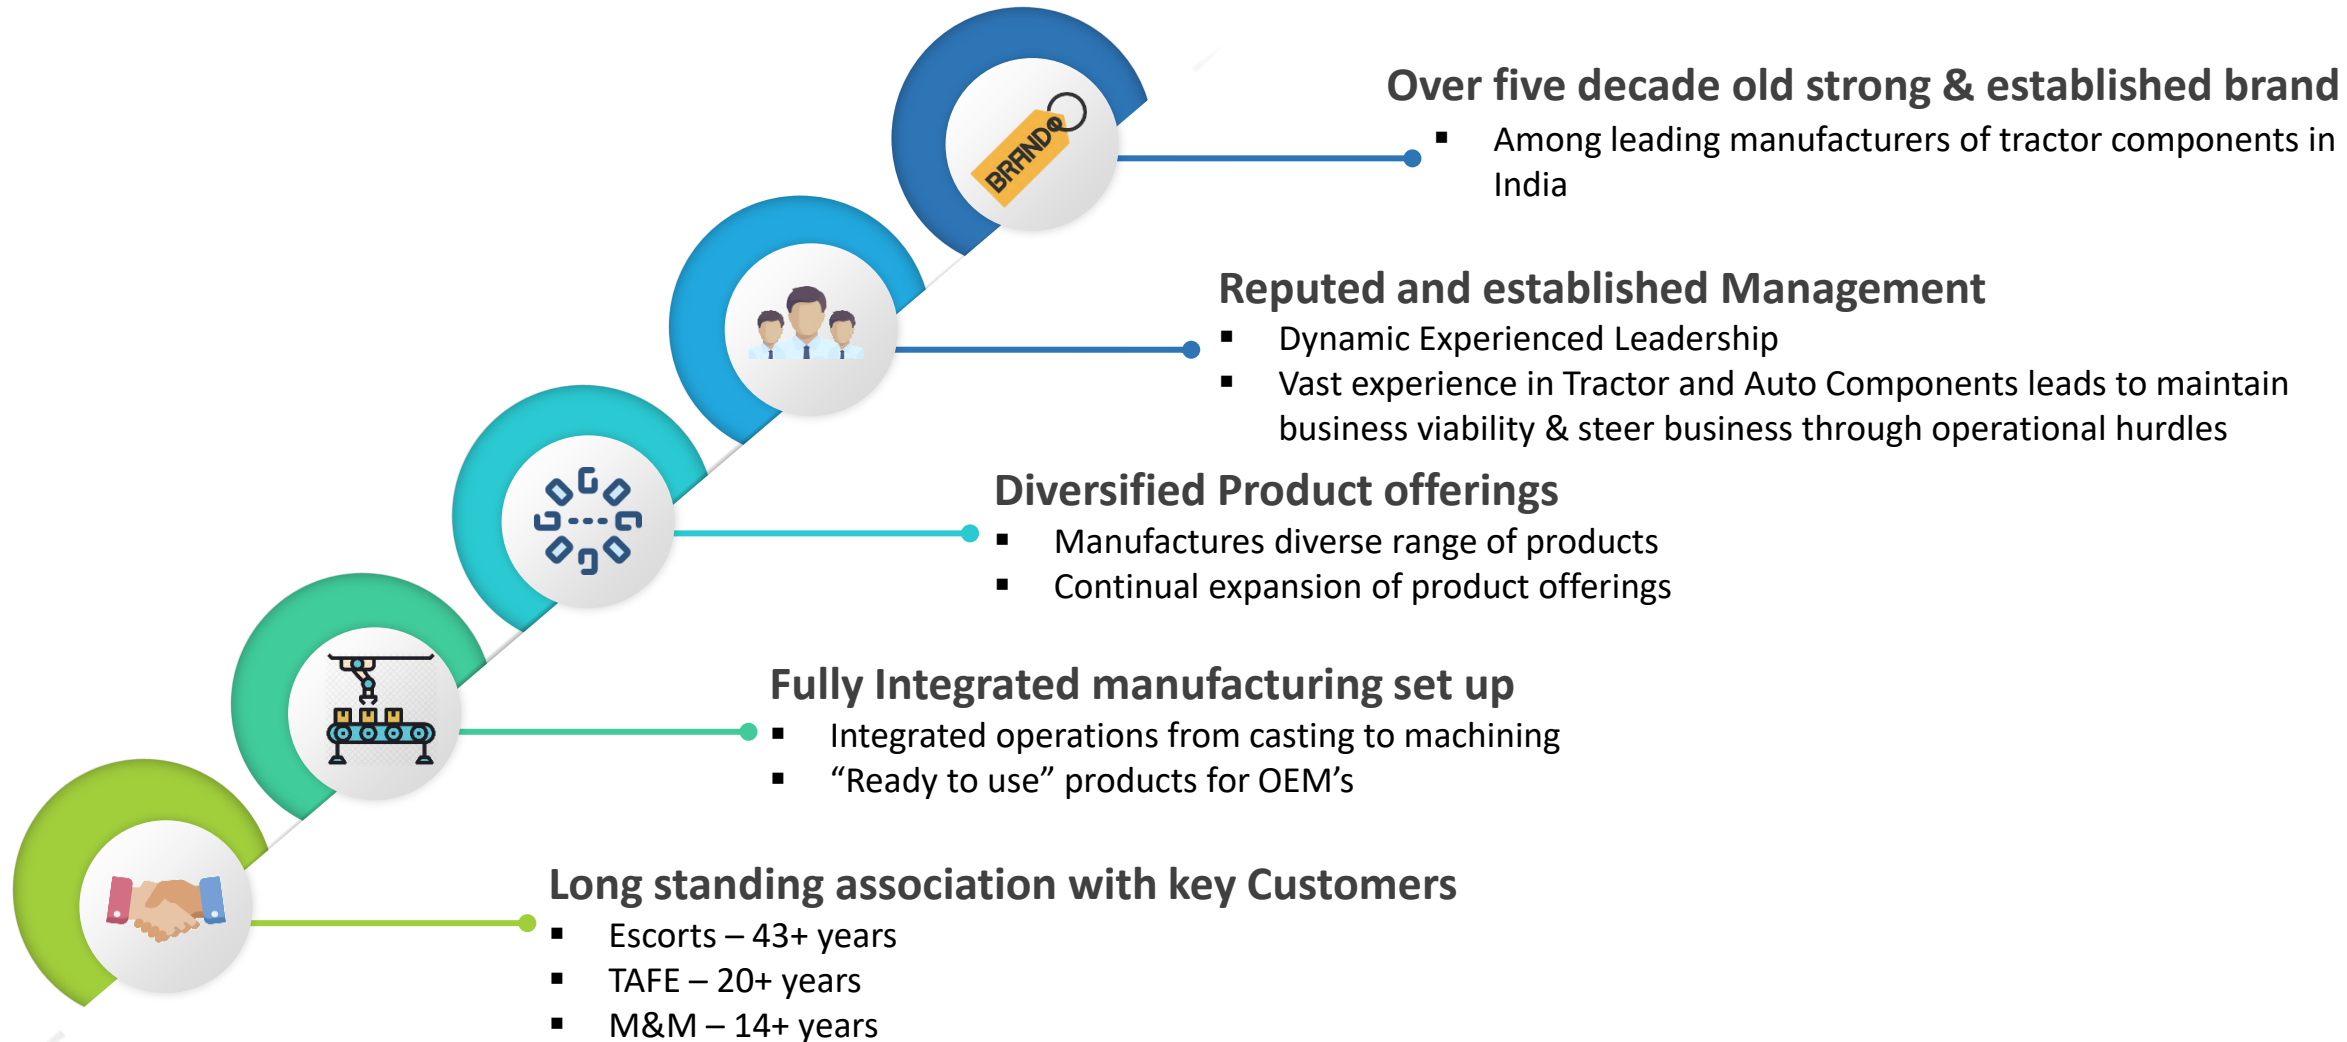 BRAND
Over five decade old strong & established brand
▪ Among leading manufacturers of tractor components in
India
Reputed and established Management
▪ Dynamic Experienced Leadership
▪ Vast experience in Tractor and Auto Components leads to maintain
business viability & steer business through operational hurdles
Diversified Product offerings
▪ Manufactures diverse range of products
▪ Continual expansion of product offerings
Fully Integrated manufacturing set up
▪ Integrated operations from casting to machining
▪ “Ready to use” products for OEM’s
Long standing association with key Customers
▪ Escorts – 43+ years
▪ TAFE – 20+ years
▪ M&M – 14+ years